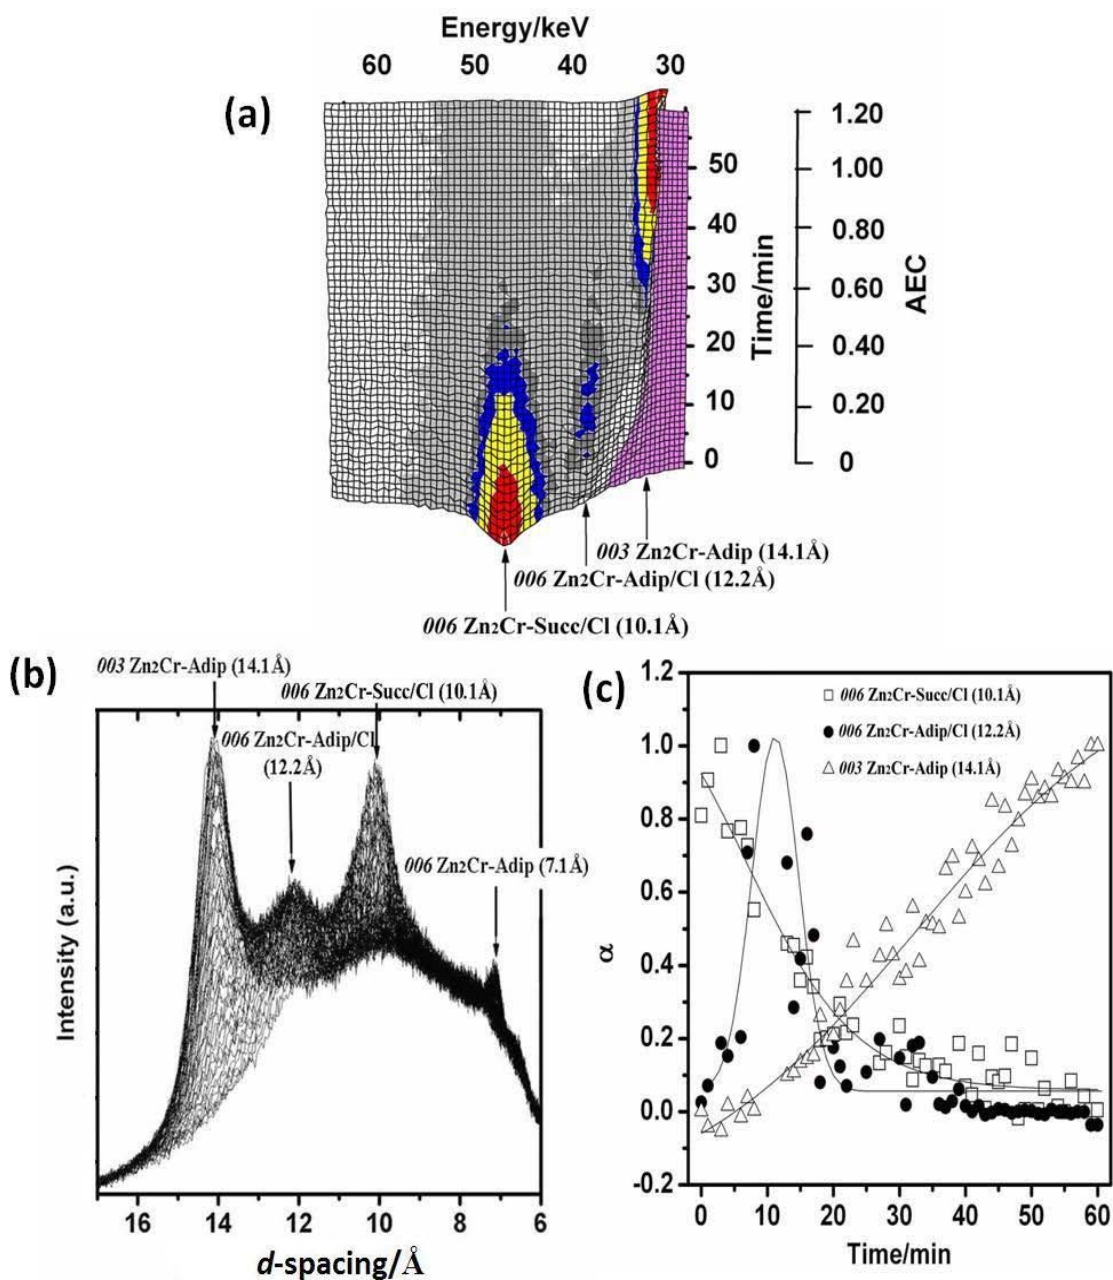 Energy/keV
60 50 40 30
(a)
1.20
50 1.00
40 0.80
30 0.60
20 0.40
10 0.20
0 0
Time/min
AEC
003 Zn2Cr-Adip (14.1Å)
006 Zn2Cr-Adip/Cl (12.2Å)
006 Zn2Cr-Succ/Cl (10.1Å)
(b)
003 Zn2Cr-Adip (14.1Å)
006 Zn2Cr-Succ/Cl (10.1Å)
006 Zn2Cr-Adip/Cl
(12.2Å)
006 Zn2Cr-Adip (7.1Å)
Intensity (a.u.)
16 14 12 10 8 6
d-spacing/Å
(c)
1.2
1.0
0.8
0.6
0.4
0.2
0.0
-0.2
α
006 Zn2Cr-Succ/Cl (10.1Å)
006 Zn2Cr-Adip/Cl (12.2Å)
003 Zn2Cr-Adip (14.1Å)
0 10 20 30 40 50 60
Time/min